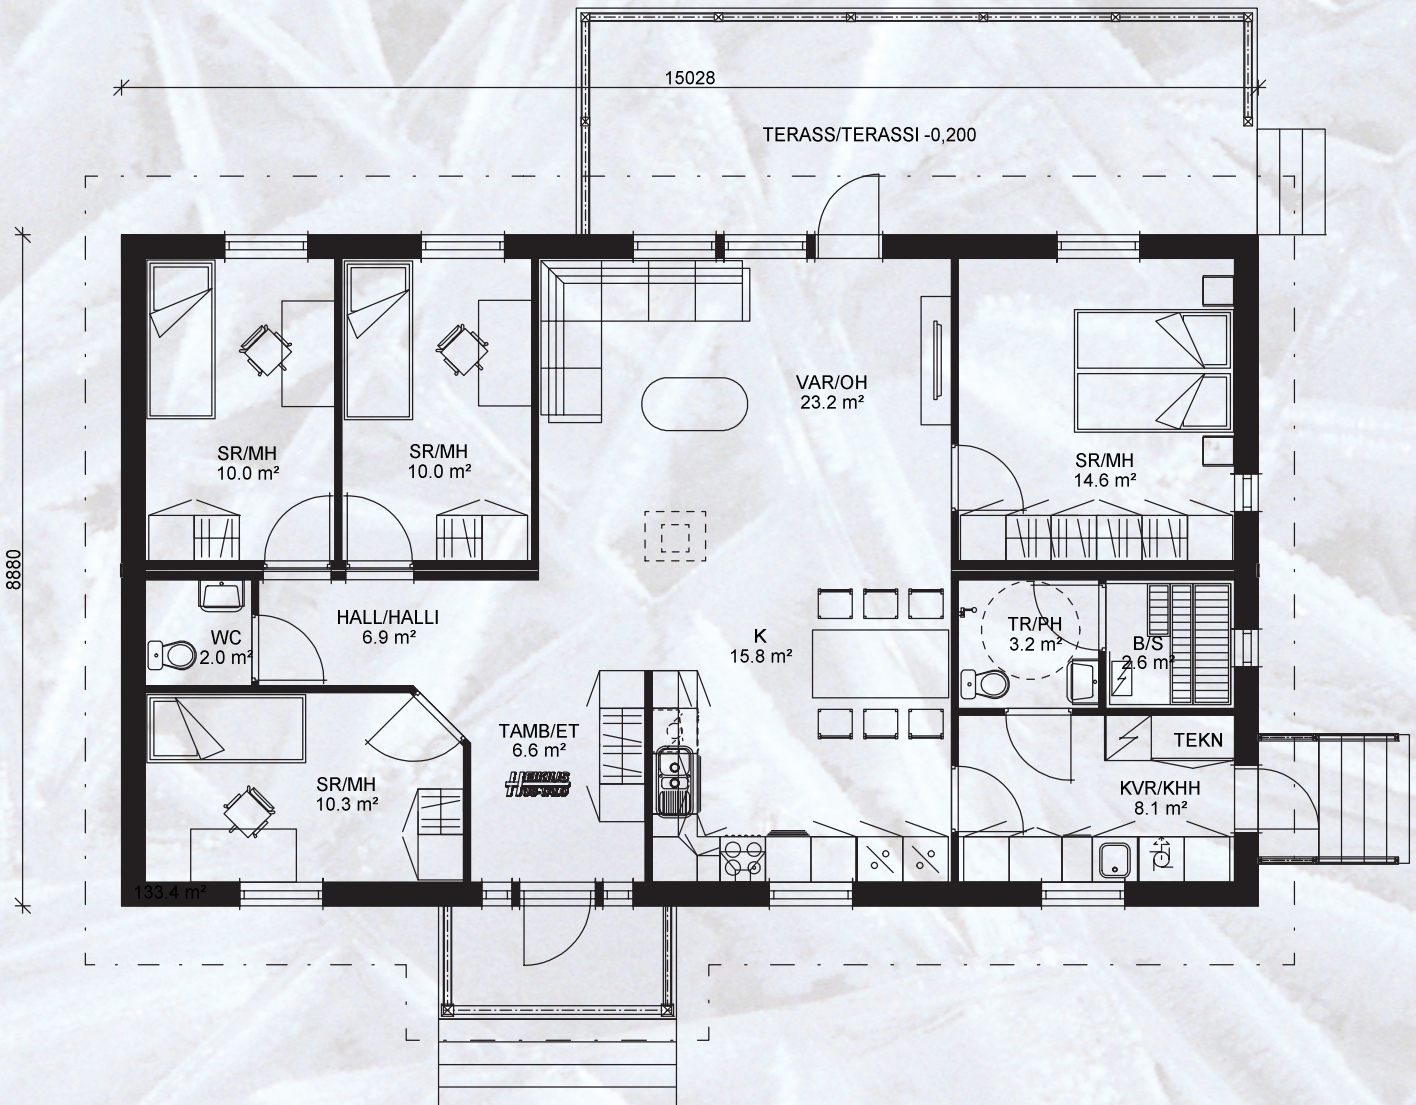 15028
TERASS/TERASSI -0,200
8880
VAR/OH
23.2 m²
SR/MH
10.0 m²
SR/MH
10.0 m²
SR/MH
14.6 m²
HALL/HALLI
6.9 m²
WC
2.0 m²
K
15.8 m²
TR/PH
3.2 m²
B/S
2.6 m²
TAMB/ET
6.6 m²
TEKN
SR/MH
10.3 m²
KVR/KHH
8.1 m²
133.4 m²